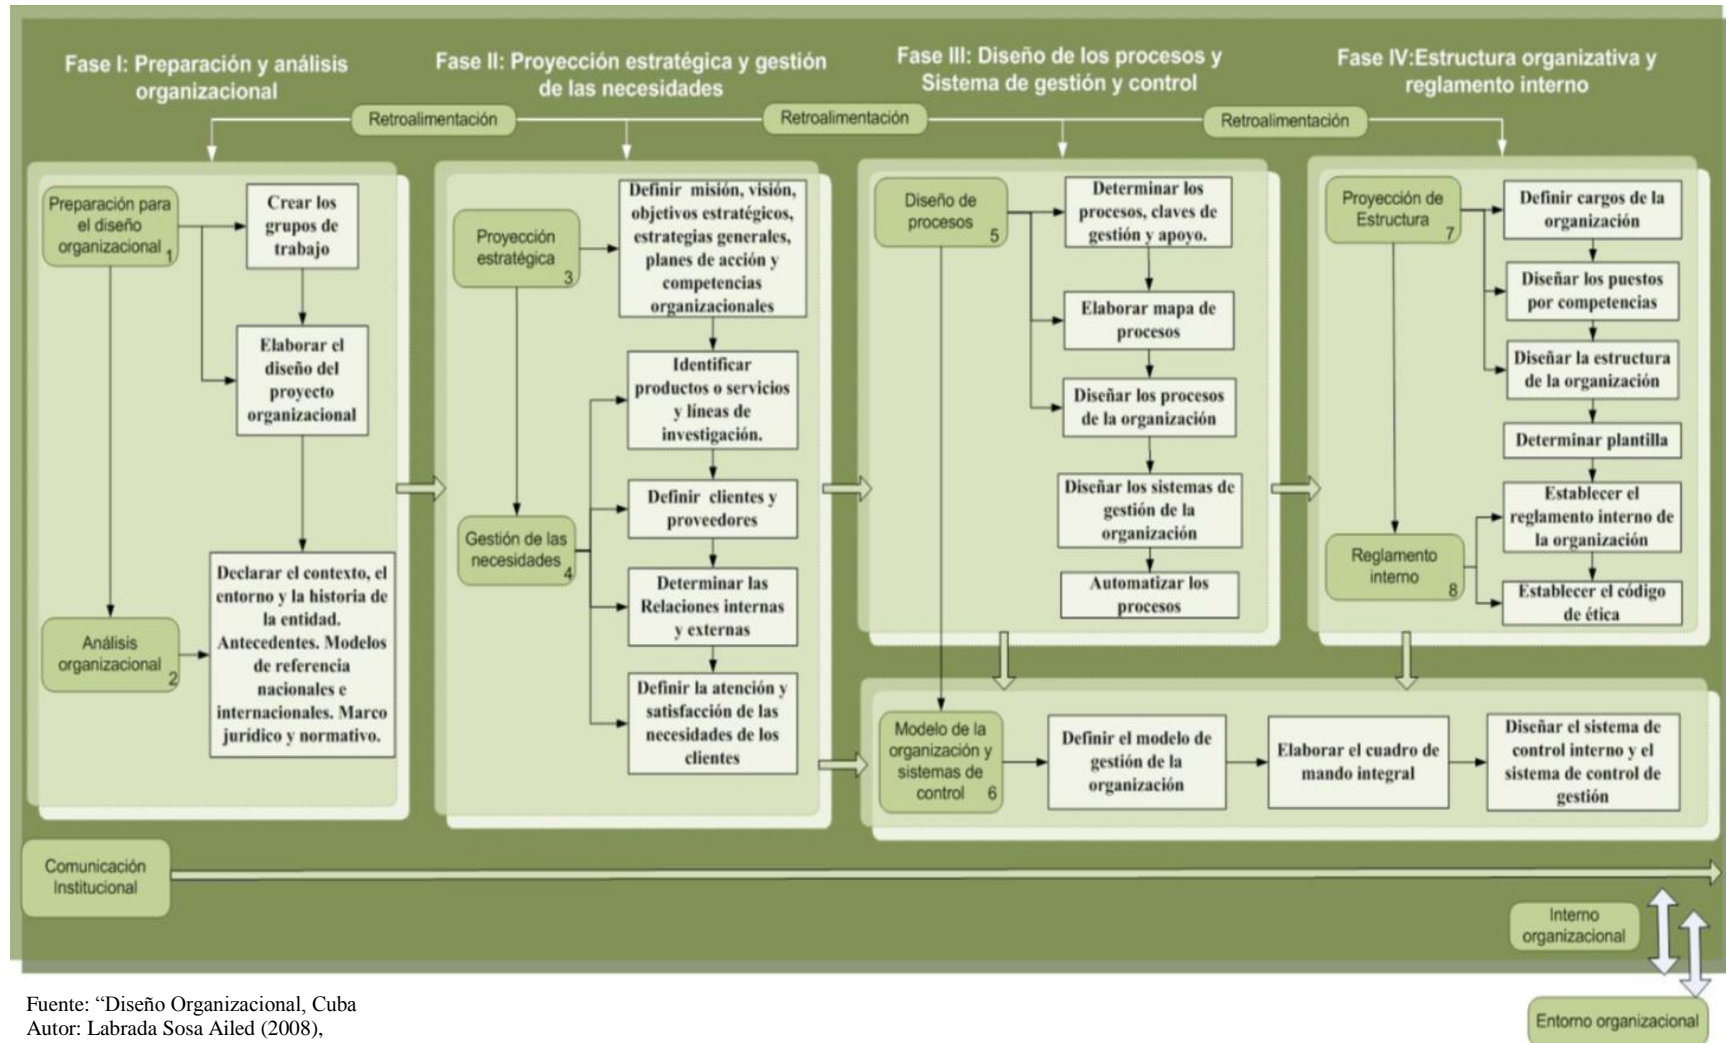 Fase I: Preparación y análisis
organizacional
Fase II: Proyección estratégica y gestión
de las necesidades
Fase III: Diseño de los procesos y
Sistema de gestión y control
Fase IV:Estructura organizativa y
reglamento interno
Retroalimentación
Retroalimentación
Retroalimentación
Preparación para
el diseño
organizacional 1
Crear los
grupos de
trabajo
Elaborar el
diseño del
proyecto
organizacional
Análisis
organizacional
2
Declarar el contexto, el
entorno y la historia de
la entidad.
Antecedentes. Modelos
de referencia
nacionales e
internacionales. Marco
jurídico y normativo.
Proyección
estratégica
3
Definir misión, visión,
objetivos estratégicos,
estrategias generales,
planes de acción y
competencias
organizacionales
Identificar
productos o servicios
y líneas de
investigación.
Gestión de las
necesidades
4
Definir clientes y
proveedores
Determinar las
Relaciones internas
y externas
Definir la atención y
satisfacción de las
necesidades de los
clientes
Diseño de
procesos
5
Determinar los
procesos, claves de
gestión y apoyo.
Elaborar mapa de
procesos
Diseñar los procesos
de la organización
Diseñar los sistemas de
gestión de la
organización
Automatizar los
procesos
Proyección de
Estructura
7
Definir cargos de la
organización
Diseñar los puestos
por competencias
Diseñar la estructura
de la organización
Determinar plantilla
Reglamento
interno
8
Establecer el
reglamento interno de
la organización
Establecer el código
de ética
Modelo de la
organización y
sistemas de
control 6
Definir el modelo de
gestión de la
organización
Elaborar el cuadro de
mando integral
Diseñar el sistema de
control interno y el
sistema de control de
gestión
Comunicación
Institucional
Interno
organizacional
Entorno organizacional
Fuente: “Diseño Organizacional, Cuba
Autor: Labrada Sosa Ailed (2008),